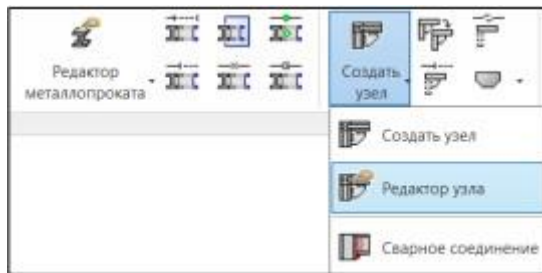 Редактор
металлопроката
Создать
узел
Создать узел
Редактор узла
Сварное соединение